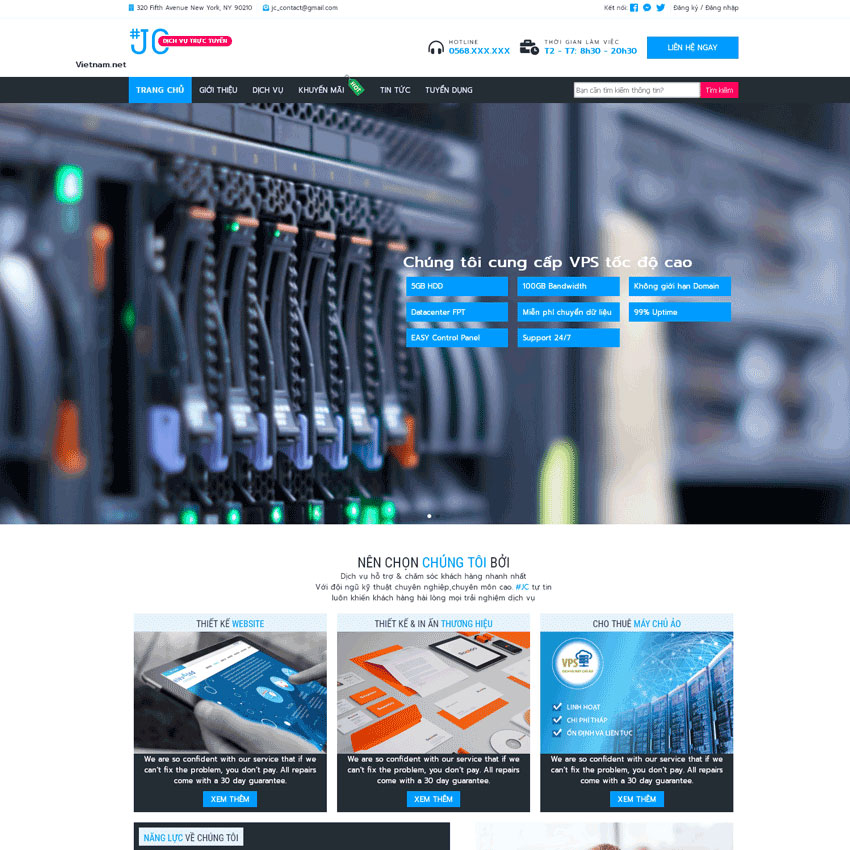 320 Fifth Avenue New York, NY 90210
jc_contact@gmail.com
Kết nối:
Đăng ký / Đăng nhập
#JC
DỊCH VỤ TRỰC TUYẾN
Vietnam.net
HOTLINE
0568.XXX.XXX
THỜI GIAN LÀM VIỆC
T2 - T7: 8h30 - 20h30
LIÊN HỆ NGAY
TRANG CHỦ
GIỚI THIỆU
DỊCH VỤ
KHUYẾN MÃI
HOT
TIN TỨC
TUYỂN DỤNG
Bạn cần tìm kiếm thông tin?
Tìm kiếm
Chúng tôi cung cấp VPS tốc độ cao
5GB HDD
100GB Bandwidth
Không giới hạn Domain
Datacenter FPT
Miễn phí chuyển dữ liệu
99% Uptime
EASY Control Panel
Support 24/7
NÊN CHỌN CHÚNG TÔI BỞI
Dịch vụ hỗ trợ & chăm sóc khách hàng nhanh nhất
Với đội ngũ kỹ thuật chuyên nghiệp,chuyên môn cao. #JC tự tin
luôn khiến khách hàng hài lòng mọi trải nghiệm dịch vụ
THIẾT KẾ WEBSITE
We are so confident with our service that if we
can't fix the problem, you don't pay. All repairs
come with a 30 day guarantee.
XEM THÊM
THIẾT KẾ & IN ẤN THƯƠNG HIỆU
We are so confident with our service that if we
can't fix the problem, you don't pay. All repairs
come with a 30 day guarantee.
XEM THÊM
CHO THUÊ MÁY CHỦ ẢO
VPS
LINH HOẠT
CHI PHÍ THẤP
ỔN ĐỊNH VÀ LIÊN TỤC
We are so confident with our service that if we
can't fix the problem, you don't pay. All repairs
come with a 30 day guarantee.
XEM THÊM
NĂNG LỰC VỀ CHÚNG TÔI